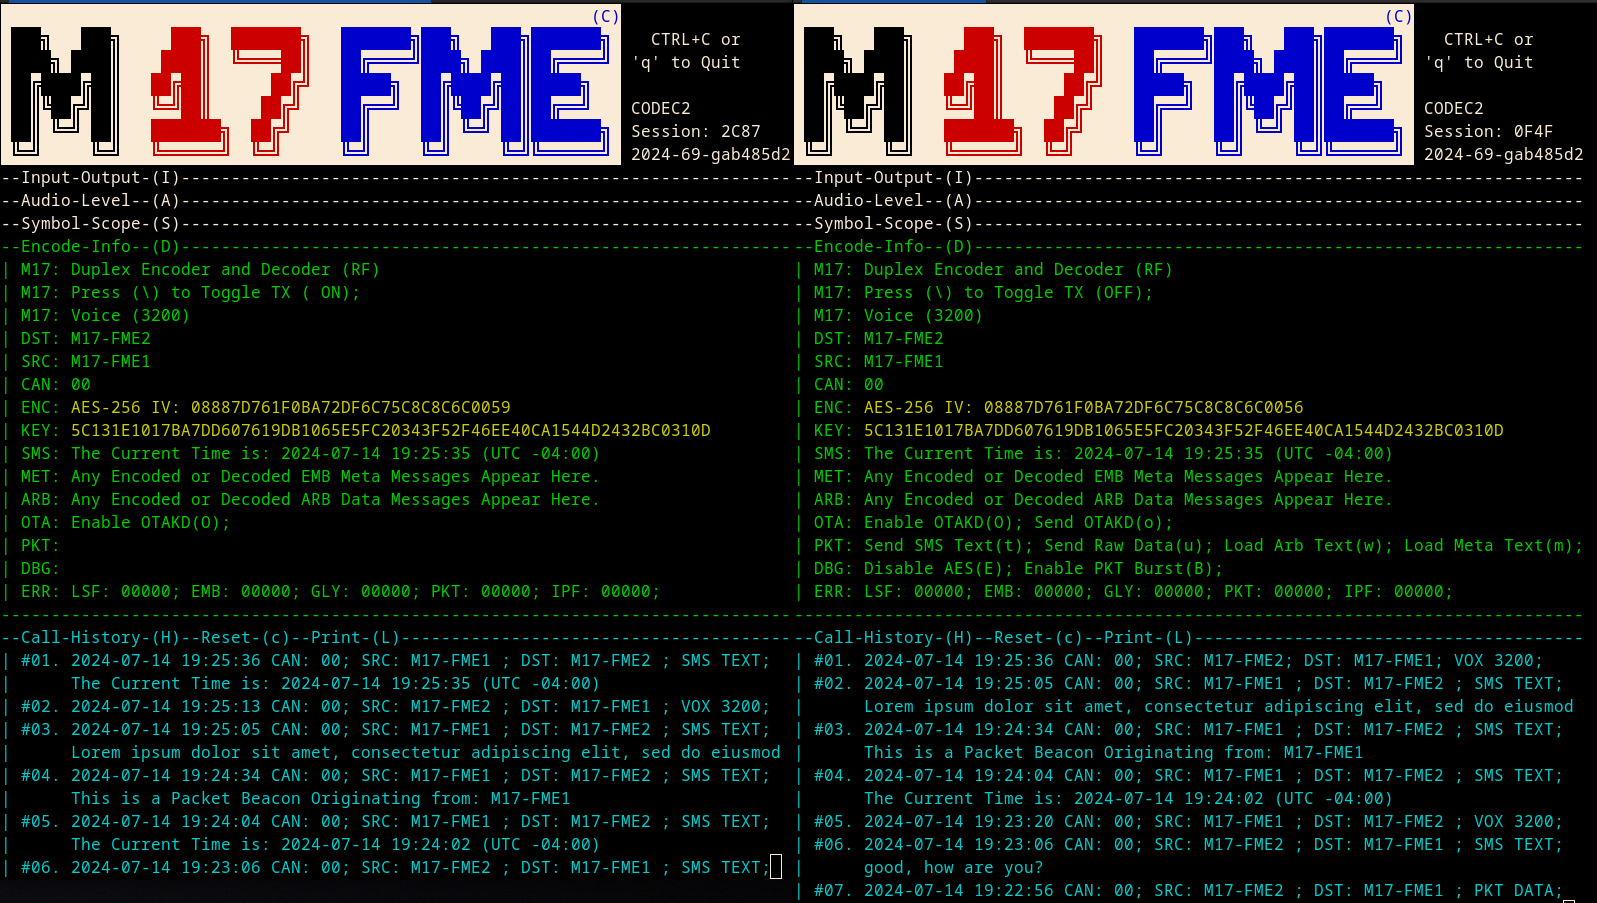 (C)
M17 FME
CTRL+C or
'q' to Quit
CODEC2
Session: 2C87
2024-69-gab485d2
--Input-Output-(I)-------------------------------------------------------------
--Audio-Level--(A)-------------------------------------------------------------
--Symbol-Scope-(S)-------------------------------------------------------------
--Encode-Info--(D)-------------------------------------------------------------
| M17: Duplex Encoder and Decoder (RF)
| M17: Press (\) to Toggle TX ( ON);
| M17: Voice (3200)
| DST: M17-FME2
| SRC: M17-FME1
| CAN: 00
| ENC: AES-256 IV: 08887D761F0BA72DF6C75C8C8C6C0059
| KEY: 5C131E1017BA7DD607619DB1065E5FC20343F52F46EE40CA1544D2432BC0310D
| SMS: The Current Time is: 2024-07-14 19:25:35 (UTC -04:00)
| MET: Any Encoded or Decoded EMB Meta Messages Appear Here.
| ARB: Any Encoded or Decoded ARB Data Messages Appear Here.
| OTA: Enable OTAKD(O);
| PKT:
| DBG:
| ERR: LSF: 00000; EMB: 00000; GLY: 00000; PKT: 00000; IPF: 00000;
-------------------------------------------------------------------------------
--Call-History-(H)--Reset-(c)--Print-(L)---------------------------------------
| #01. 2024-07-14 19:25:36 CAN: 00; SRC: M17-FME1 ; DST: M17-FME2 ; SMS TEXT;
| The Current Time is: 2024-07-14 19:25:35 (UTC -04:00)
| #02. 2024-07-14 19:25:13 CAN: 00; SRC: M17-FME2 ; DST: M17-FME1 ; VOX 3200;
| #03. 2024-07-14 19:25:05 CAN: 00; SRC: M17-FME1 ; DST: M17-FME2 ; SMS TEXT;
| Lorem ipsum dolor sit amet, consectetur adipiscing elit, sed do eiusmod
| #04. 2024-07-14 19:24:34 CAN: 00; SRC: M17-FME1 ; DST: M17-FME2 ; SMS TEXT;
| This is a Packet Beacon Originating from: M17-FME1
| #05. 2024-07-14 19:24:04 CAN: 00; SRC: M17-FME1 ; DST: M17-FME2 ; SMS TEXT;
| The Current Time is: 2024-07-14 19:24:02 (UTC -04:00)
| #06. 2024-07-14 19:23:06 CAN: 00; SRC: M17-FME2 ; DST: M17-FME1 ; SMS TEXT;
(C)
M17 FME
CTRL+C or
'q' to Quit
CODEC2
Session: 0F4F
2024-69-gab485d2
--Input-Output-(I)-------------------------------------------------------------
--Audio-Level--(A)-------------------------------------------------------------
--Symbol-Scope-(S)-------------------------------------------------------------
--Encode-Info--(D)-------------------------------------------------------------
| M17: Duplex Encoder and Decoder (RF)
| M17: Press (\) to Toggle TX (OFF);
| M17: Voice (3200)
| DST: M17-FME2
| SRC: M17-FME1
| CAN: 00
| ENC: AES-256 IV: 08887D761F0BA72DF6C75C8C8C6C0056
| KEY: 5C131E1017BA7DD607619DB1065E5FC20343F52F46EE40CA1544D2432BC0310D
| SMS: The Current Time is: 2024-07-14 19:25:35 (UTC -04:00)
| MET: Any Encoded or Decoded EMB Meta Messages Appear Here.
| ARB: Any Encoded or Decoded ARB Data Messages Appear Here.
| OTA: Enable OTAKD(O); Send OTAKD(o);
| PKT: Send SMS Text(t); Send Raw Data(u); Load Arb Text(w); Load Meta Text(m);
| DBG: Disable AES(E); Enable PKT Burst(B);
| ERR: LSF: 00000; EMB: 00000; GLY: 00000; PKT: 00000; IPF: 00000;
-------------------------------------------------------------------------------
--Call-History-(H)--Reset-(c)--Print-(L)---------------------------------------
| #01. 2024-07-14 19:25:36 CAN: 00; SRC: M17-FME2; DST: M17-FME1; VOX 3200;
| #02. 2024-07-14 19:25:05 CAN: 00; SRC: M17-FME1 ; DST: M17-FME2 ; SMS TEXT;
| Lorem ipsum dolor sit amet, consectetur adipiscing elit, sed do eiusmod
| #03. 2024-07-14 19:24:34 CAN: 00; SRC: M17-FME1 ; DST: M17-FME2 ; SMS TEXT;
| This is a Packet Beacon Originating from: M17-FME1
| #04. 2024-07-14 19:24:04 CAN: 00; SRC: M17-FME1 ; DST: M17-FME2 ; SMS TEXT;
| The Current Time is: 2024-07-14 19:24:02 (UTC -04:00)
| #05. 2024-07-14 19:23:20 CAN: 00; SRC: M17-FME1 ; DST: M17-FME2 ; VOX 3200;
| #06. 2024-07-14 19:23:06 CAN: 00; SRC: M17-FME2 ; DST: M17-FME1 ; SMS TEXT;
| good, how are you?
| #07. 2024-07-14 19:22:56 CAN: 00; SRC: M17-FME2 ; DST: M17-FME1 ; PKT DATA;